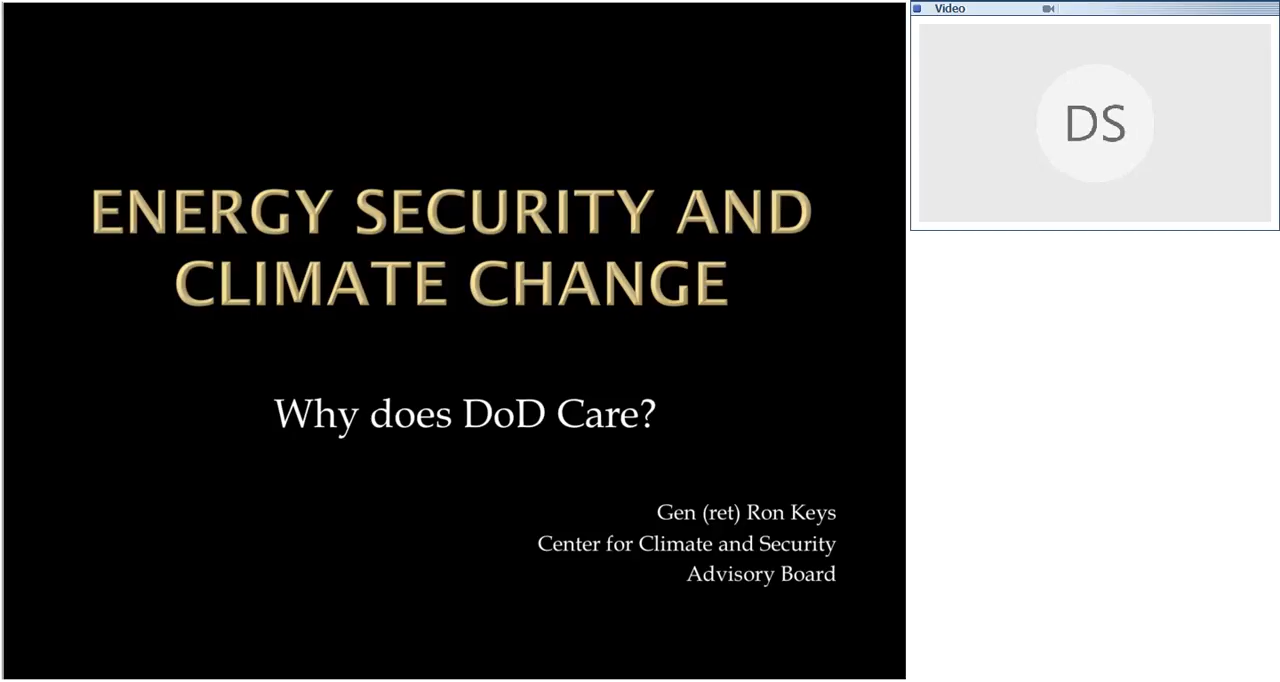 ENERGY SECURITY AND
CLIMATE CHANGE
Why does DoD Care?
Gen (ret) Ron Keys
Center for Climate and Security
Advisory Board
Video
DS